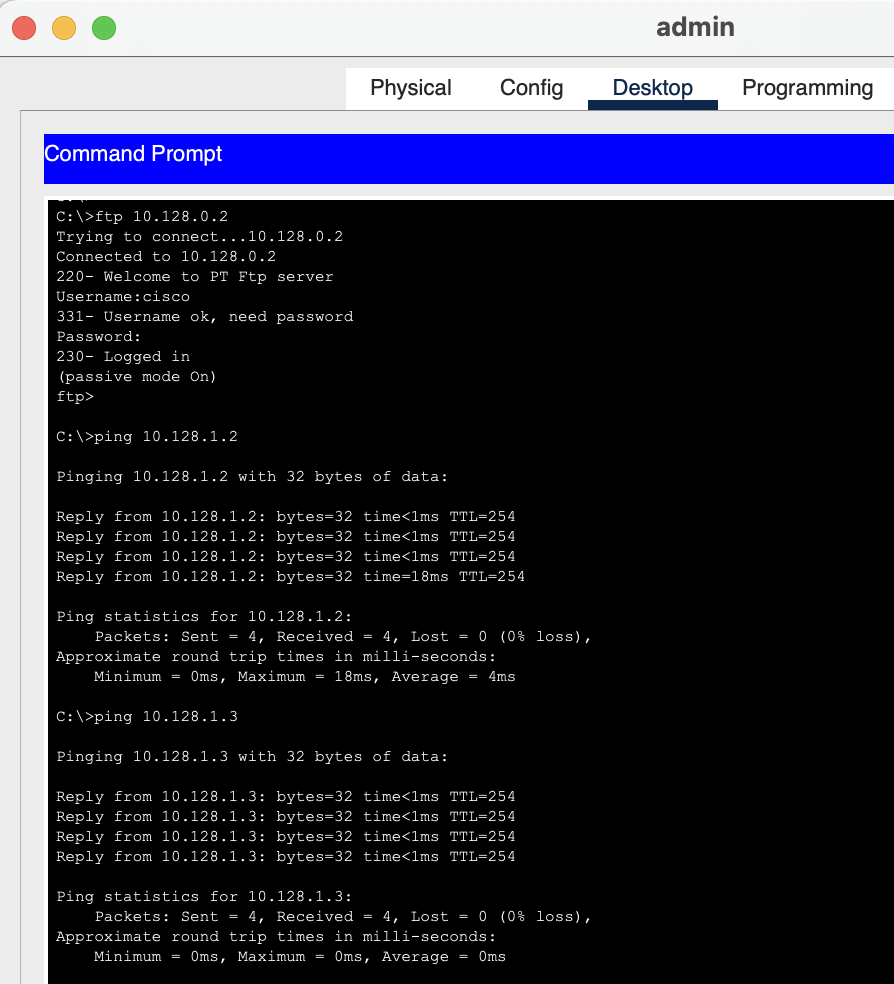 admin
Physical Config Desktop Programming
Command Prompt
C:\>ftp 10.128.0.2
Trying to connect...10.128.0.2
Connected to 10.128.0.2
220- Welcome to PT Ftp server
Username:cisco
331- Username ok, need password
Password:
230- Logged in
(passive mode On)
ftp>
C:\>ping 10.128.1.2
Pinging 10.128.1.2 with 32 bytes of data:
Reply from 10.128.1.2: bytes=32 time<1ms TTL=254
Reply from 10.128.1.2: bytes=32 time<1ms TTL=254
Reply from 10.128.1.2: bytes=32 time<1ms TTL=254
Reply from 10.128.1.2: bytes=32 time=18ms TTL=254
Ping statistics for 10.128.1.2:
    Packets: Sent = 4, Received = 4, Lost = 0 (0% loss),
Approximate round trip times in milli-seconds:
    Minimum = 0ms, Maximum = 18ms, Average = 4ms
C:\>ping 10.128.1.3
Pinging 10.128.1.3 with 32 bytes of data:
Reply from 10.128.1.3: bytes=32 time<1ms TTL=254
Reply from 10.128.1.3: bytes=32 time<1ms TTL=254
Reply from 10.128.1.3: bytes=32 time<1ms TTL=254
Reply from 10.128.1.3: bytes=32 time<1ms TTL=254
Ping statistics for 10.128.1.3:
    Packets: Sent = 4, Received = 4, Lost = 0 (0% loss),
Approximate round trip times in milli-seconds:
    Minimum = 0ms, Maximum = 0ms, Average = 0ms